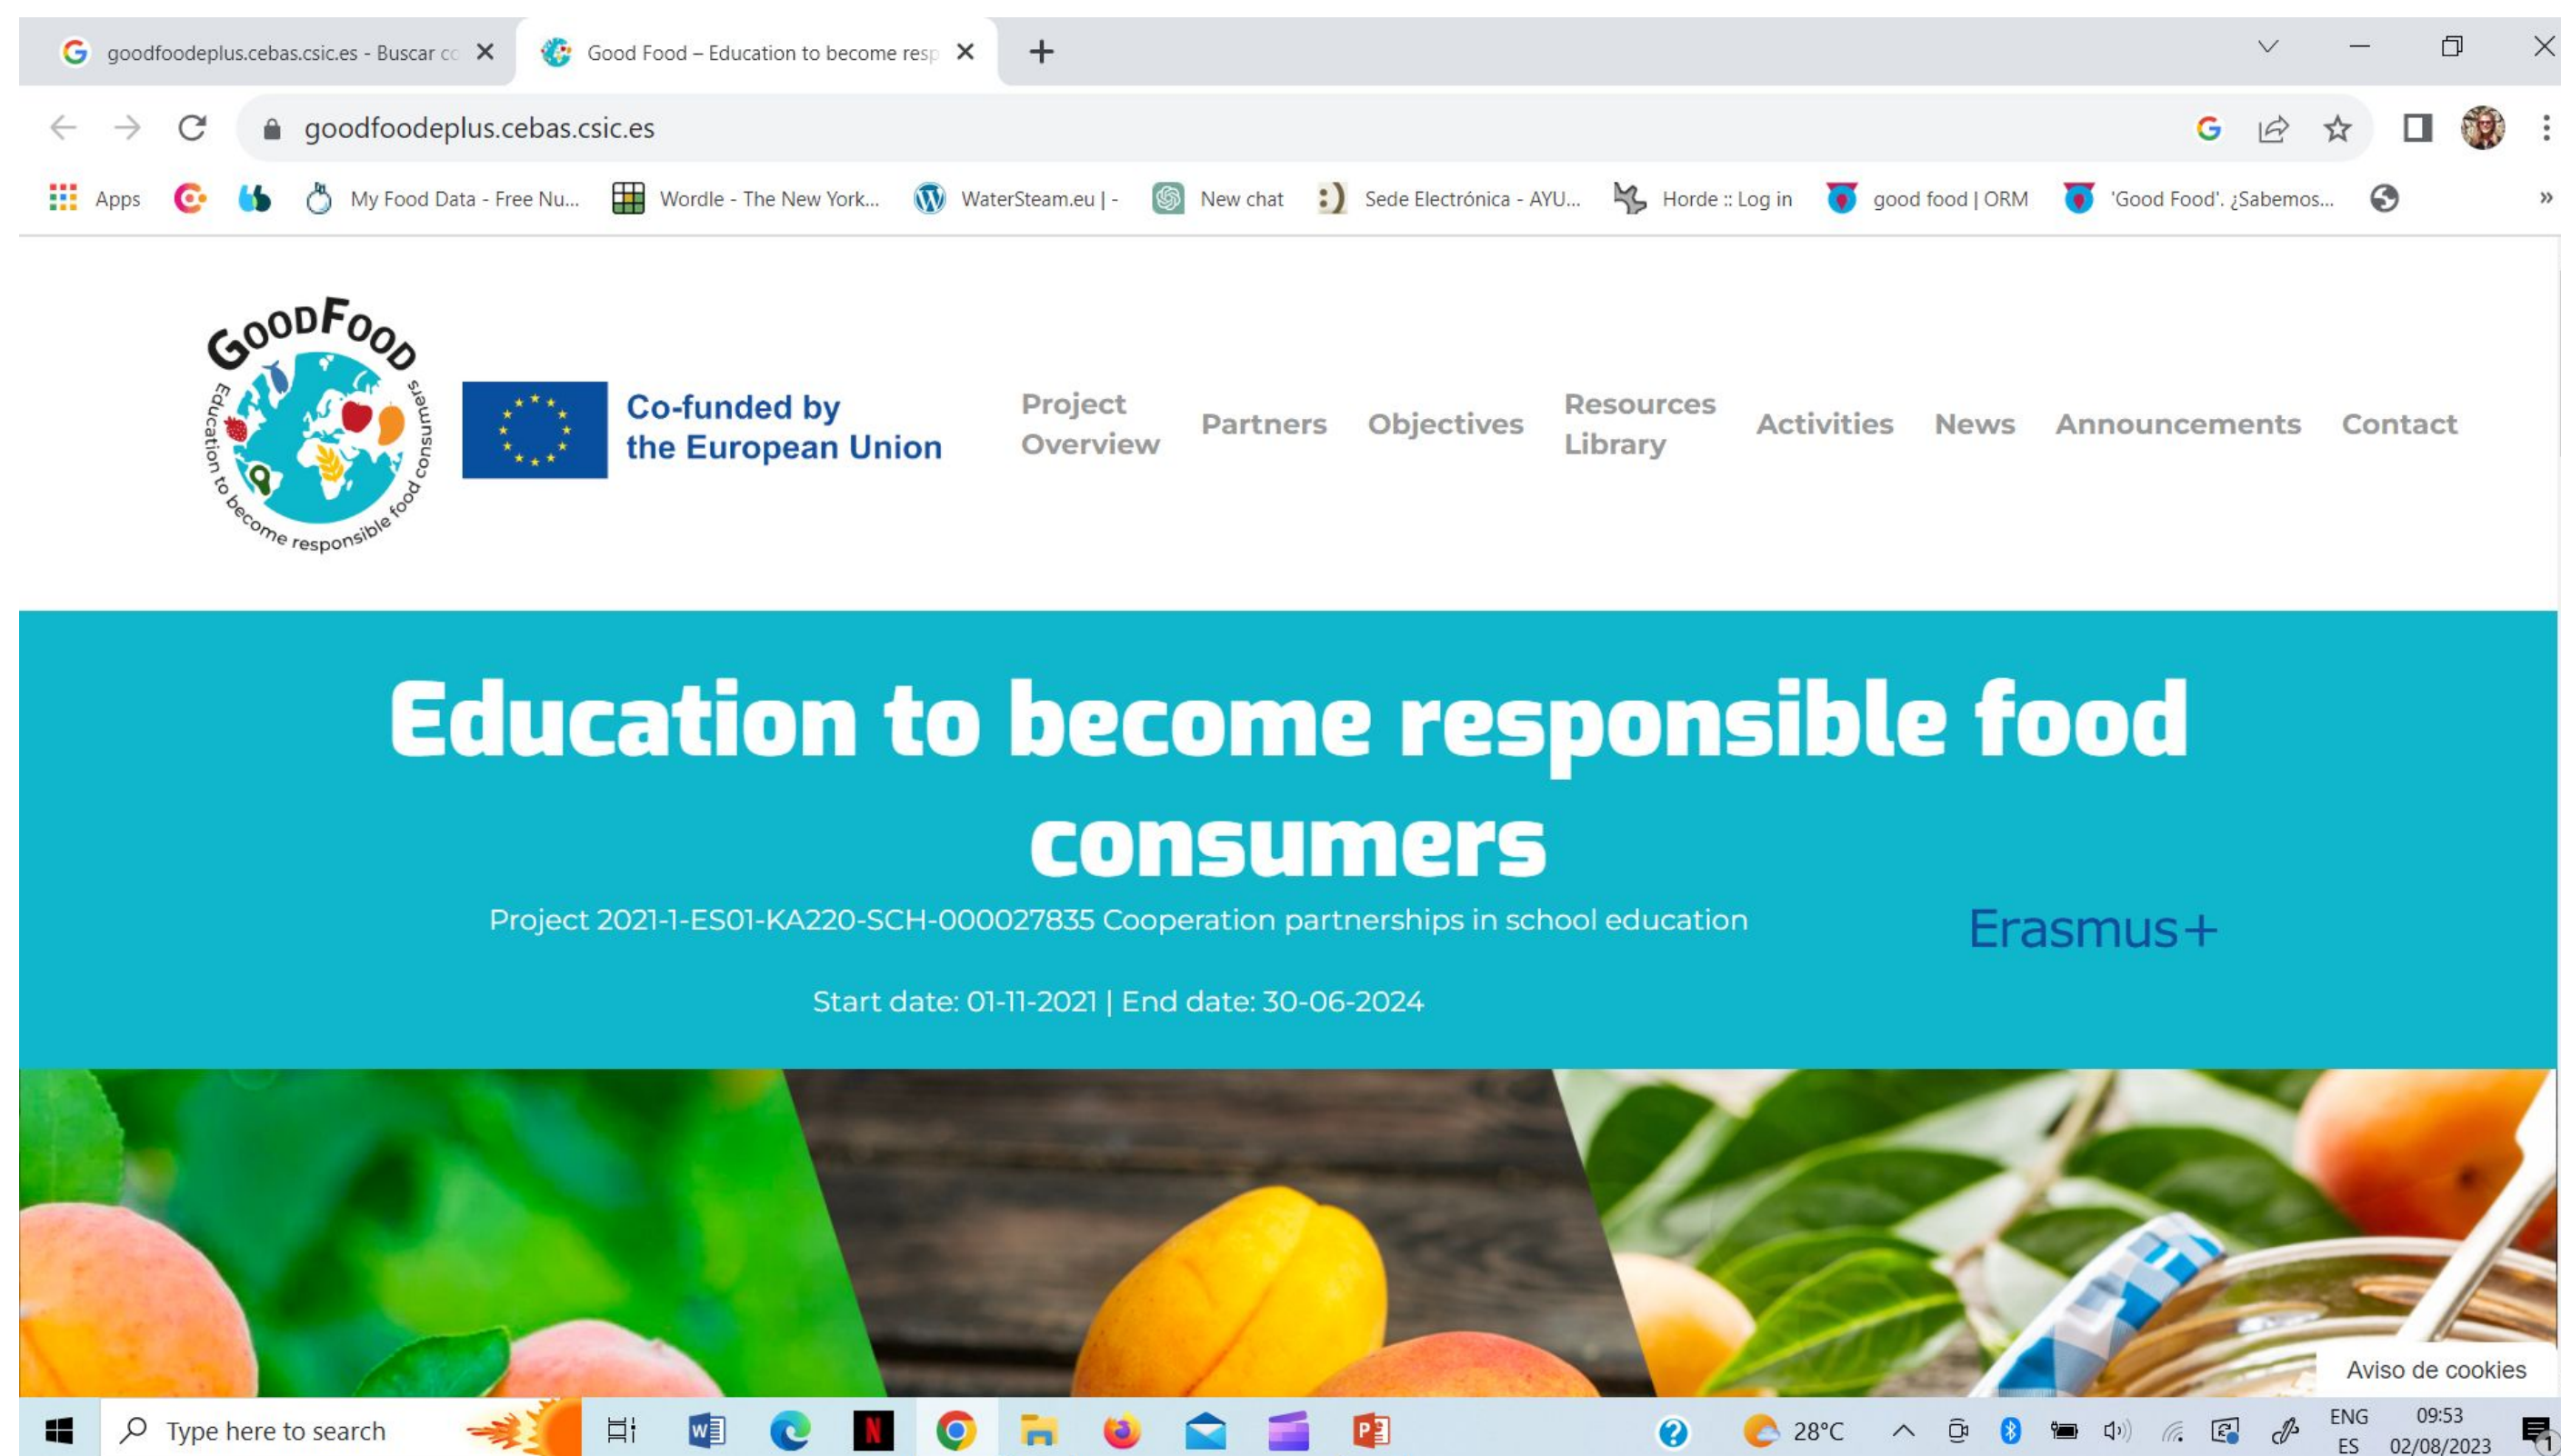 goodfoodeplus.cebas.csic.es - Buscar co
Good Food – Education to become resp
goodfoodeplus.cebas.csic.es
Apps
My Food Data - Free Nu...
Wordle - The New York...
WaterSteam.eu | -
New chat
Sede Electrónica - AYU...
Horde :: Log in
good food | ORM
'Good Food'. ¿Sabemos...
»
GOODFOOD
Education to become responsible food consumers
Co-funded by
the European Union
Project
Overview
Partners
Objectives
Resources
Library
Activities
News
Announcements
Contact
Education to become responsible food
consumers
Project 2021-1-ES01-KA220-SCH-000027835 Cooperation partnerships in school education
Erasmus+
Start date: 01-11-2021 | End date: 30-06-2024
Aviso de cookies
Type here to search
28°C
ENG
ES
09:53
02/08/2023
1